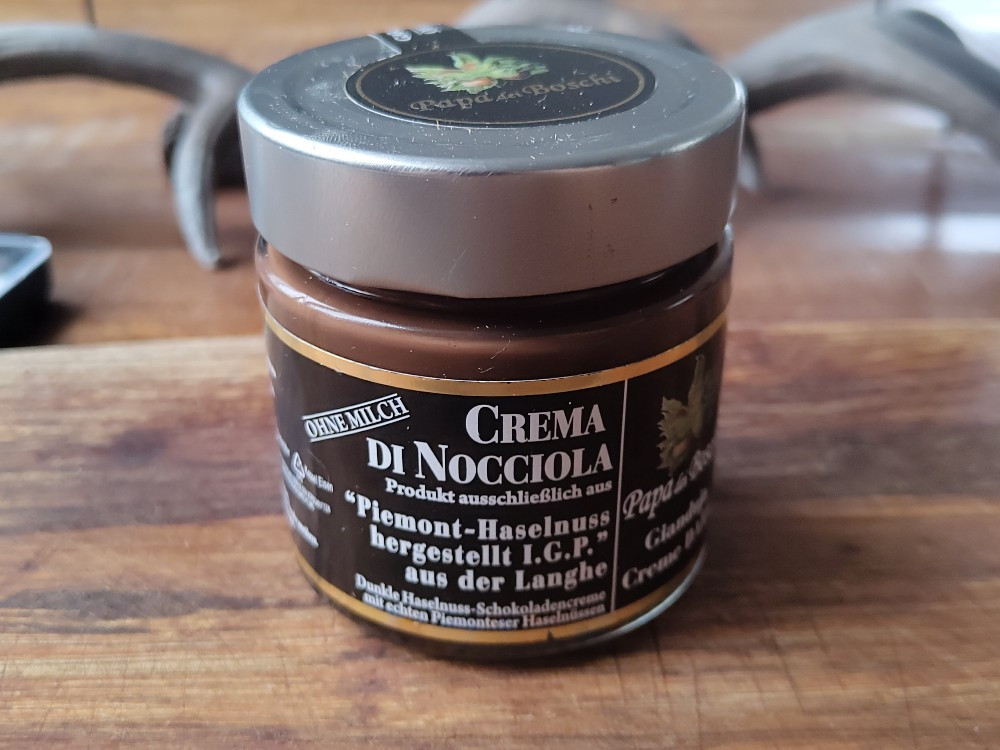 Papa dei Boschi
OHNE MILCH
CREMA
DI NOCCIOLA
Produkt ausschließlich aus
“Piemont-Haselnuss
hergestellt I.G.P.”
aus der Langhe
Dunkle Haselnuss-Schokoladencreme
mit echten Piemonteser Haselnüssen
Papa dei
Creme